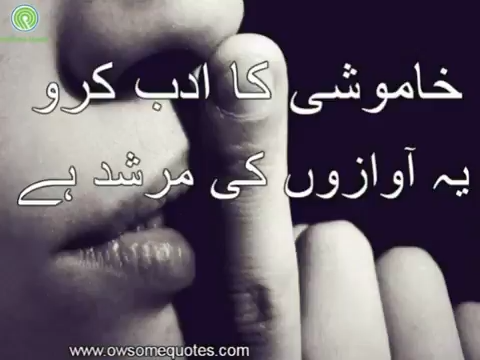 خاموشی کا ادب کرو
یہ آوازوں کی مرشد ہے
www.owsomequotes.com